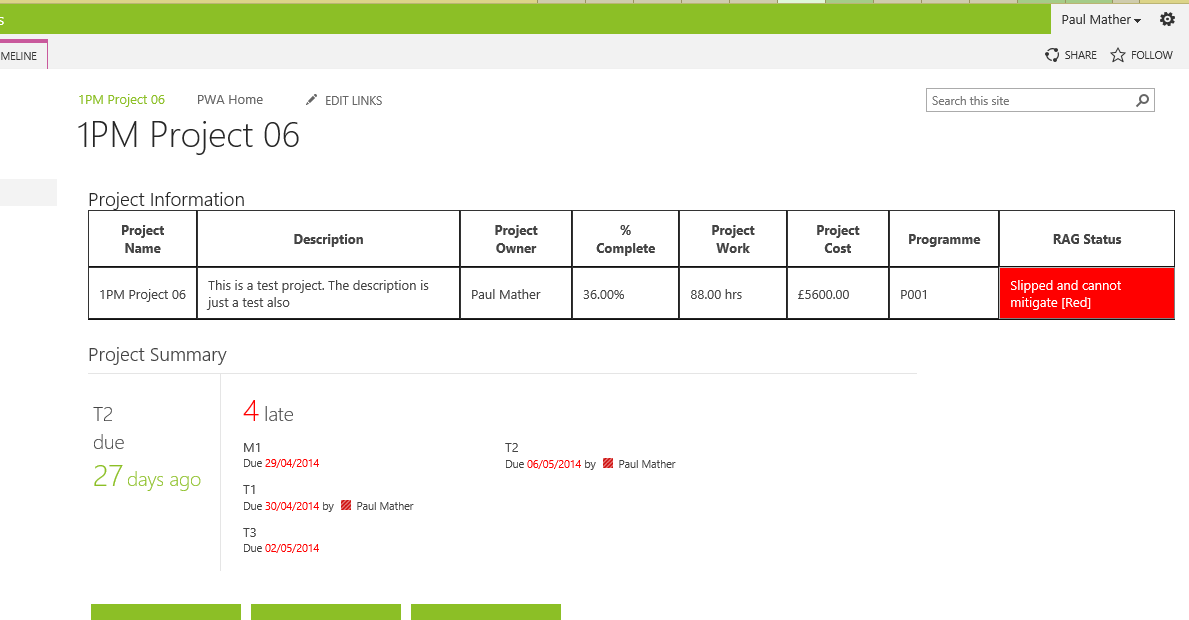 s
Paul Mather
MELINE
SHARE FOLLOW
1PM Project 06 PWA Home EDIT LINKS
Search this site
1PM Project 06
Project Information
Project Name Description Project Owner % Complete Project Work Project Cost Programme RAG Status
1PM Project 06 This is a test project. The description is just a test also Paul Mather 36.00% 88.00 hrs £5600.00 P001 Slipped and cannot mitigate [Red]
Project Summary
T2
due
27 days ago
4 late
M1
Due 29/04/2014
T1
Due 30/04/2014 by Paul Mather
T3
Due 02/05/2014
T2
Due 06/05/2014 by Paul Mather